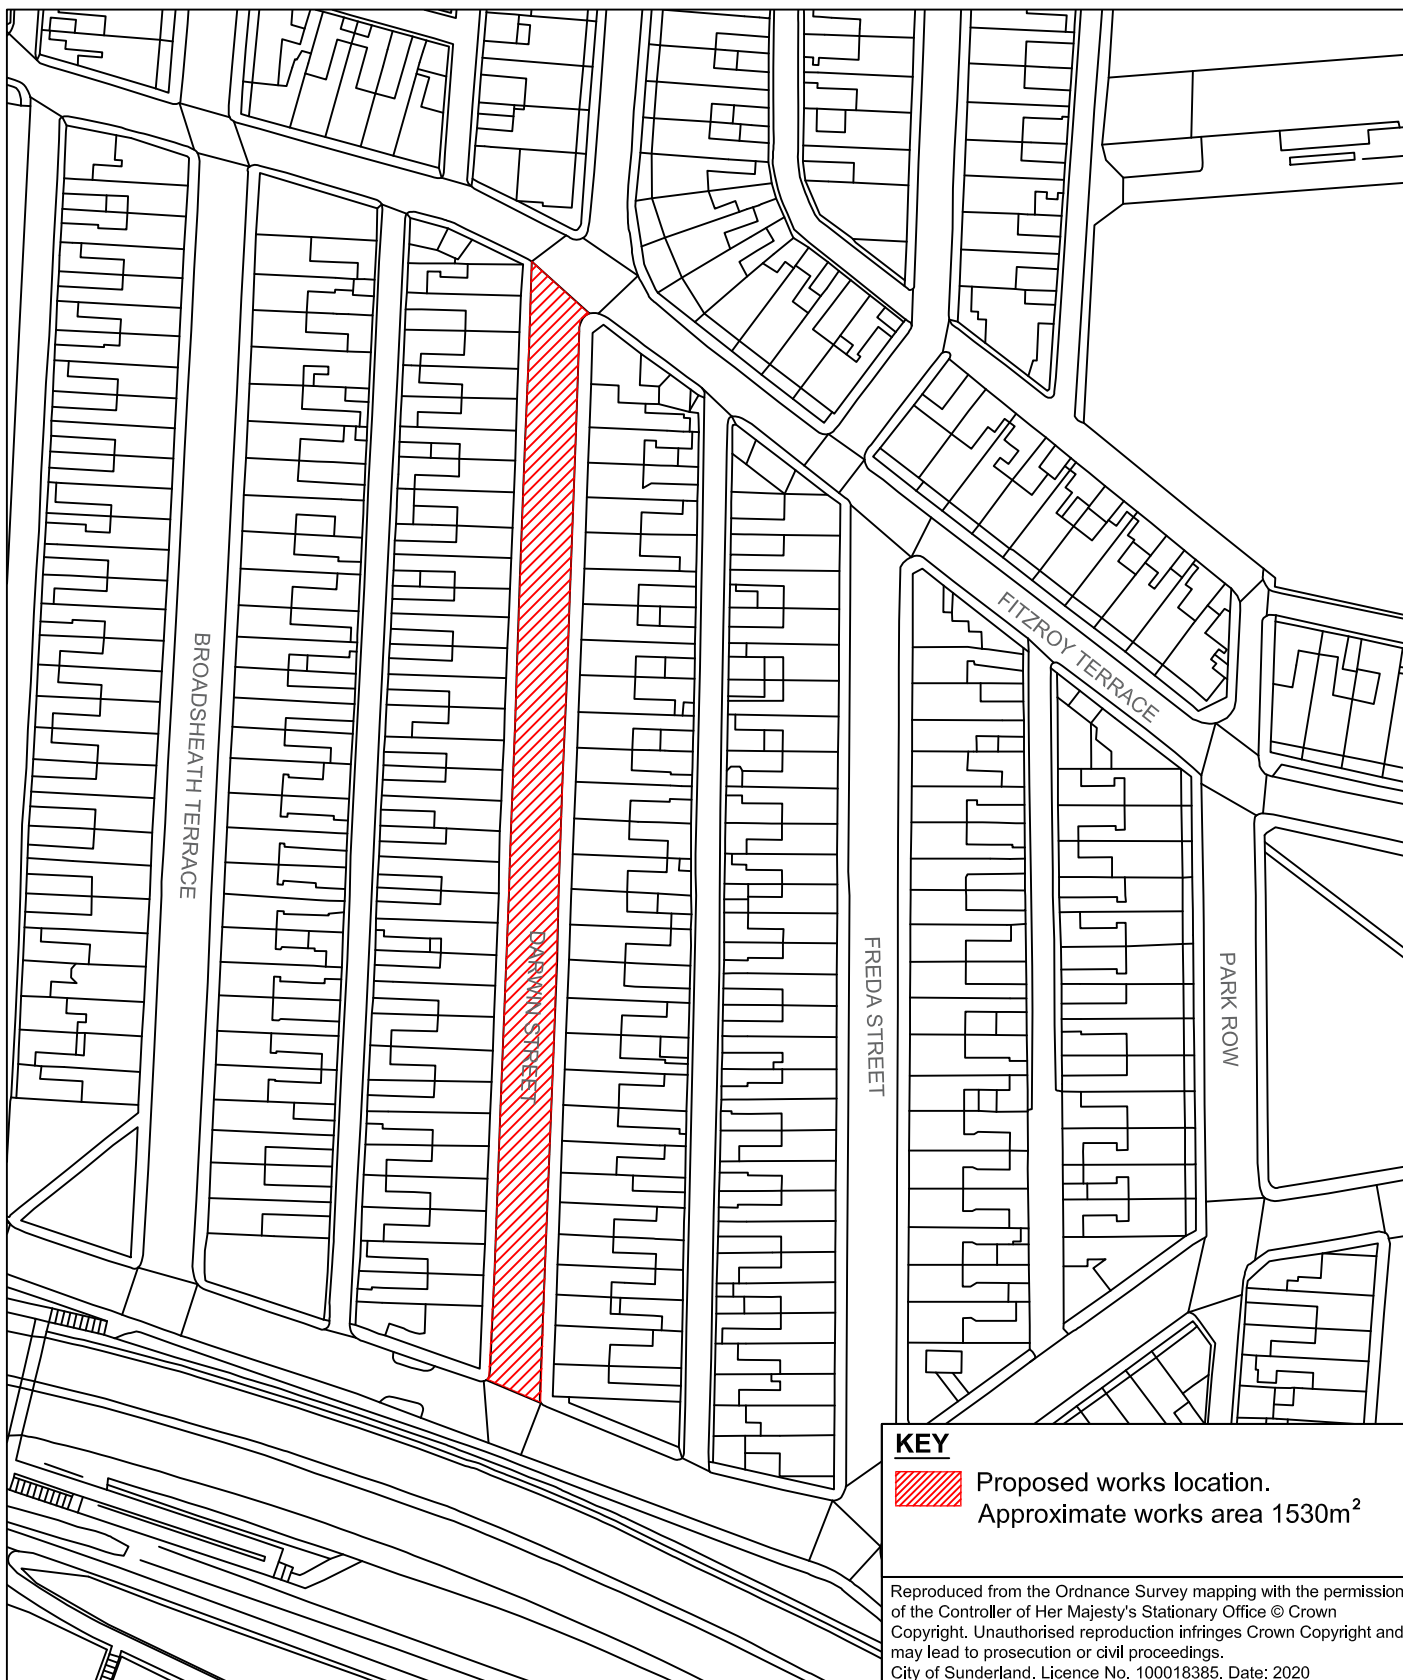 FITZROY TERRACE
BROADSHEATH TERRACE
DARWIN STREET
FREDA STREET
PARK ROW
KEY
Proposed works location.
Approximate works area 1530m²
Reproduced from the Ordnance Survey mapping with the permission
of the Controller of Her Majesty's Stationary Office © Crown
Copyright. Unauthorised reproduction infringes Crown Copyright and
may lead to prosecution or civil proceedings.
City of Sunderland, Licence No. 100018385. Date: 2020